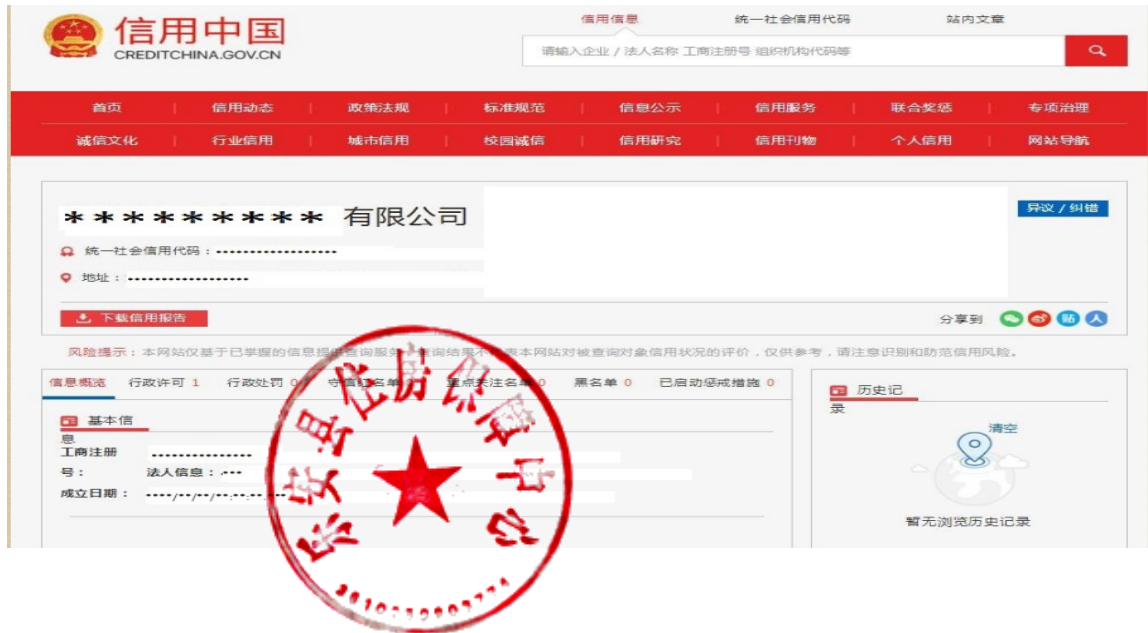 信用中国
CREDITCHINA.GOV.CN
信用信息 统一社会信用代码 站内文章
请输入企业 / 法人名称 工商注册号 组织机构代码等
首页 | 信用动态 | 政策法规 | 标准规范 | 信息公示 | 信用服务 | 联合奖惩 | 专项治理
诚信文化 | 行业信用 | 城市信用 | 校园诚信 | 信用研究 | 信用刊物 | 个人信用 | 网站导航
********* 有限公司
异议 / 纠错
统一社会信用代码：
地址：
下载信用报告
分享到
贴
风险提示：本网站仅基于已掌握的信息提供查询服务，查询结果不代表本网站对被查询对象信用状况的评价，仅供参考，请注意识别和防范信用风险。
信息概览 行政许可 1 行政处罚 0 守信红名单 重点关注名单 0 黑名单 0 已启动惩戒措施 0
历史记
录
基本信
息
清空
工商注册
号： 法人信息：
成立日期：
暂无浏览历史记录
安县住房保障中心